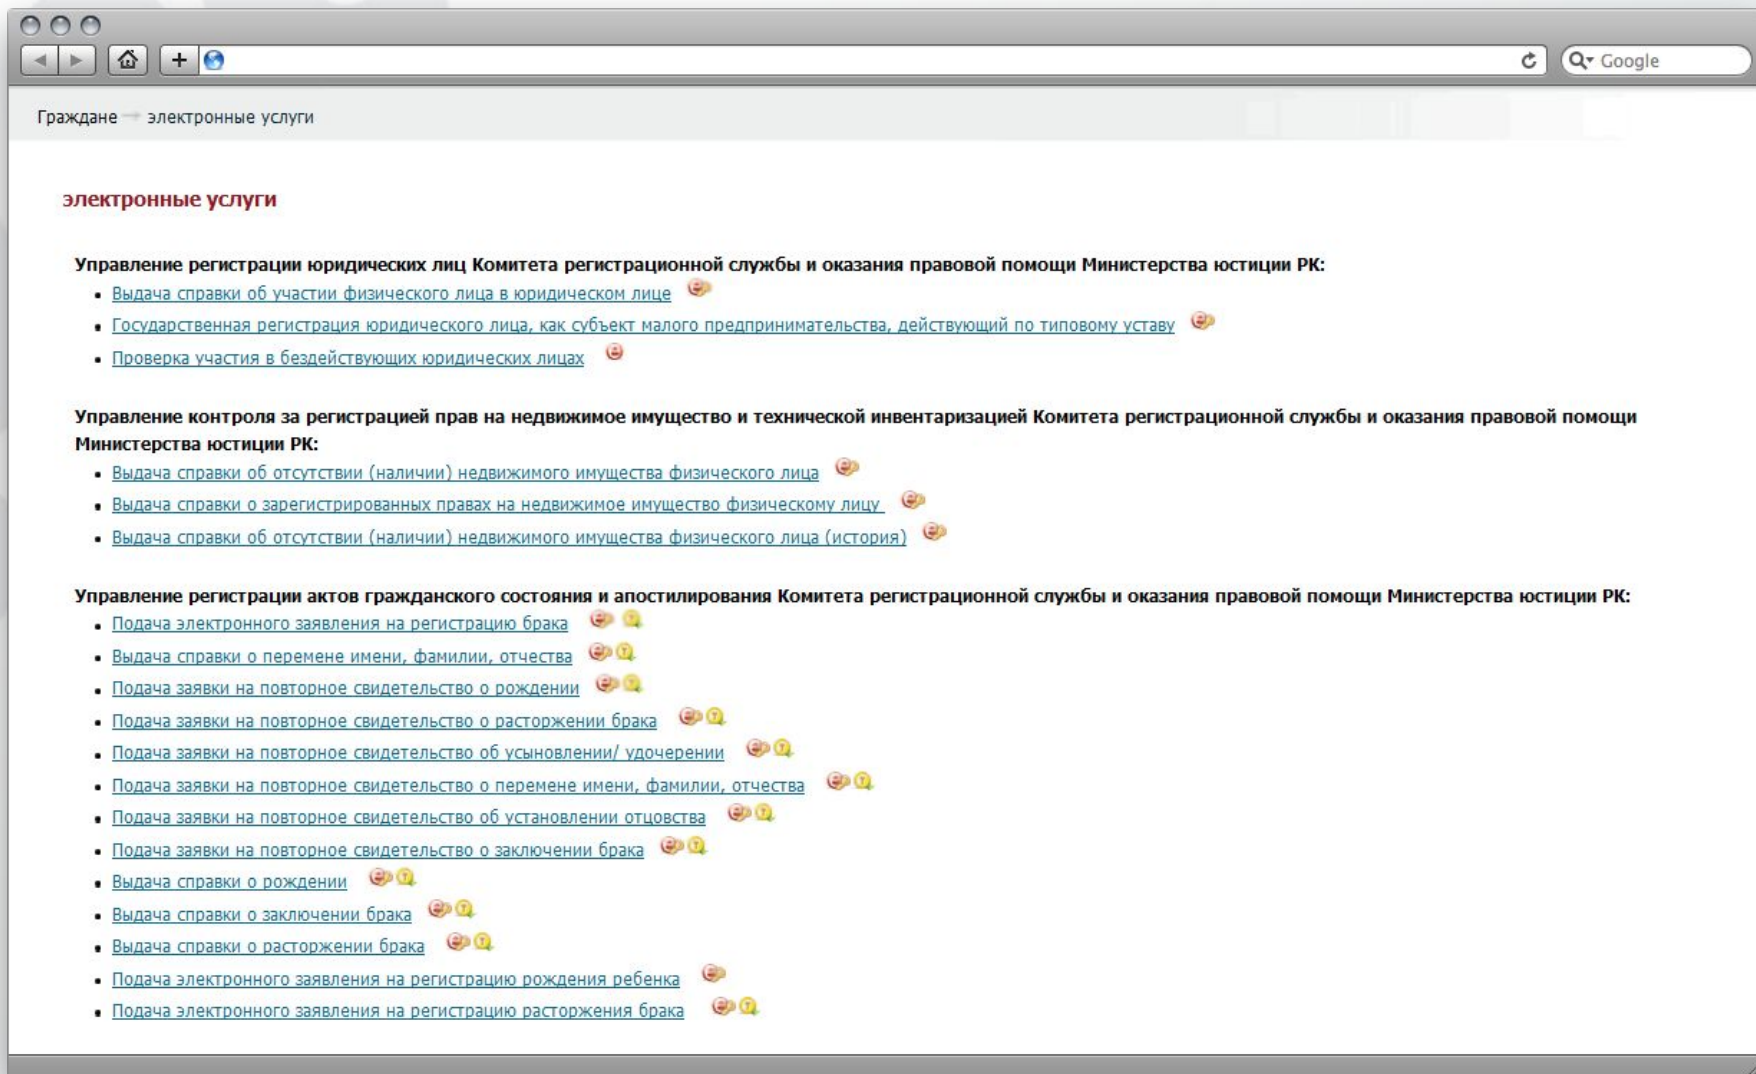 Google
Граждане → электронные услуги
электронные услуги
Управление регистрации юридических лиц Комитета регистрационной службы и оказания правовой помощи Министерства юстиции РК:
Выдача справки об участии физического лица в юридическом лице
Государственная регистрация юридического лица, как субъект малого предпринимательства, действующий по типовому уставу
Проверка участия в бездействующих юридических лицах
Управление контроля за регистрацией прав на недвижимое имущество и технической инвентаризацией Комитета регистрационной службы и оказания правовой помощи
Министерства юстиции РК:
Выдача справки об отсутствии (наличии) недвижимого имущества физического лица
Выдача справки о зарегистрированных правах на недвижимое имущество физическому лицу
Выдача справки об отсутствии (наличии) недвижимого имущества физического лица (история)
Управление регистрации актов гражданского состояния и апостилирования Комитета регистрационной службы и оказания правовой помощи Министерства юстиции РК:
Подача электронного заявления на регистрацию брака
Выдача справки о перемене имени, фамилии, отчества
Подача заявки на повторное свидетельство о рождении
Подача заявки на повторное свидетельство о расторжении брака
Подача заявки на повторное свидетельство об усыновлении/ удочерении
Подача заявки на повторное свидетельство о перемене имени, фамилии, отчества
Подача заявки на повторное свидетельство об установлении отцовства
Подача заявки на повторное свидетельство о заключении брака
Выдача справки о рождении
Выдача справки о заключении брака
Выдача справки о расторжении брака
Подача электронного заявления на регистрацию рождения ребенка
Подача электронного заявления на регистрацию расторжения брака